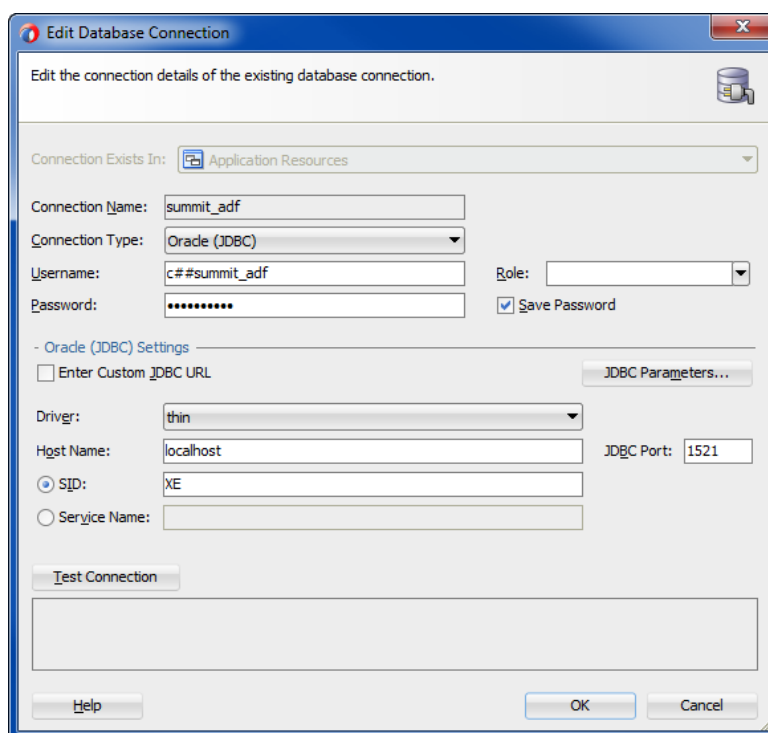 Edit Database Connection
Edit the connection details of the existing database connection.
Connection Exists In: Application Resources
Connection Name: summit_adf
Connection Type: Oracle (JDBC)
Username: c##summit_adf Role:
Password: •••••••••• Save Password
- Oracle (JDBC) Settings
Enter Custom JDBC URL JDBC Parameters...
Driver: thin
Host Name: localhost JDBC Port: 1521
SID: XE
Service Name:
Test Connection
Help OK Cancel